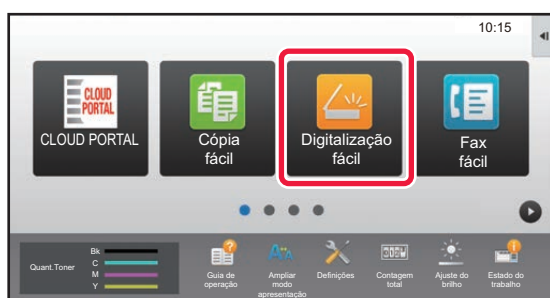 10:15
CLOUD
PORTAL
CLOUD PORTAL
Cópia
fácil
Digitalização
fácil
Fax
fácil
Quant.Toner
Bk
C
M
Y
Guia de
operação
Ampliar
modo
apresentação
Definições
Contagem
total
Ajuste do
brilho
Estado do
trabalho